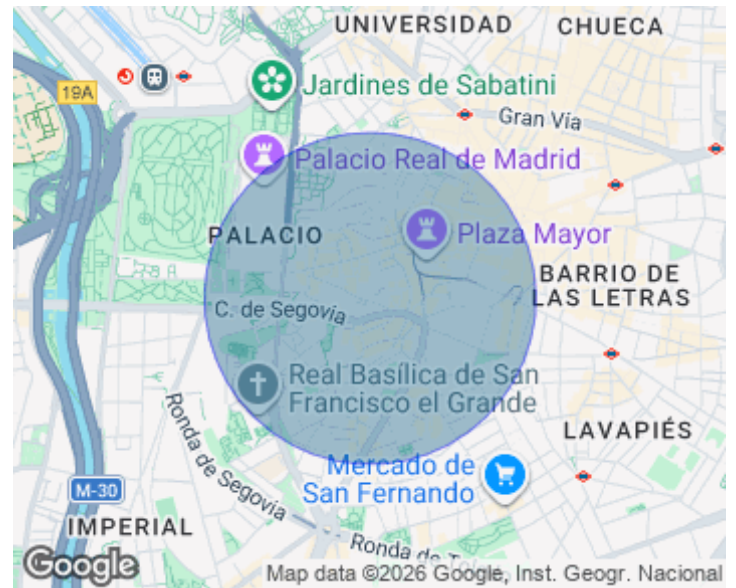 UNIVERSIDAD
CHUECA
19A
Jardines de Sabatini
Gran Vía
Palacio Real de Madrid
PALACIO
Plaza Mayor
BARRIO DE
LAS LETRAS
C. de Segovia
Real Basílica de San
Francisco el Grande
Ronda de Segovia
LAVAPIÉS
Mercado de
San Fernando
M-30
IMPERIAL
Ronda de
Google
Map data ©2026 Google, Inst. Geogr. Nacional